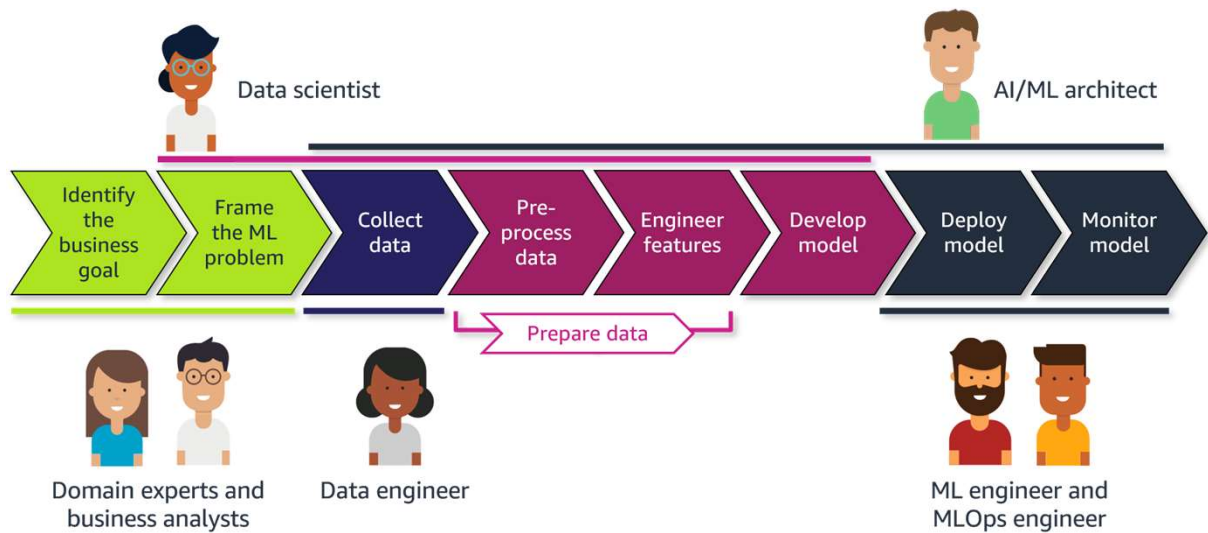 Data scientist
AI/ML architect
Identify
the
business
goal
Frame
the ML
problem
Collect
data
Pre-
process
data
Engineer
features
Develop
model
Deploy
model
Monitor
model
Prepare data
Domain experts and
business analysts
Data engineer
ML engineer and
MLOps engineer